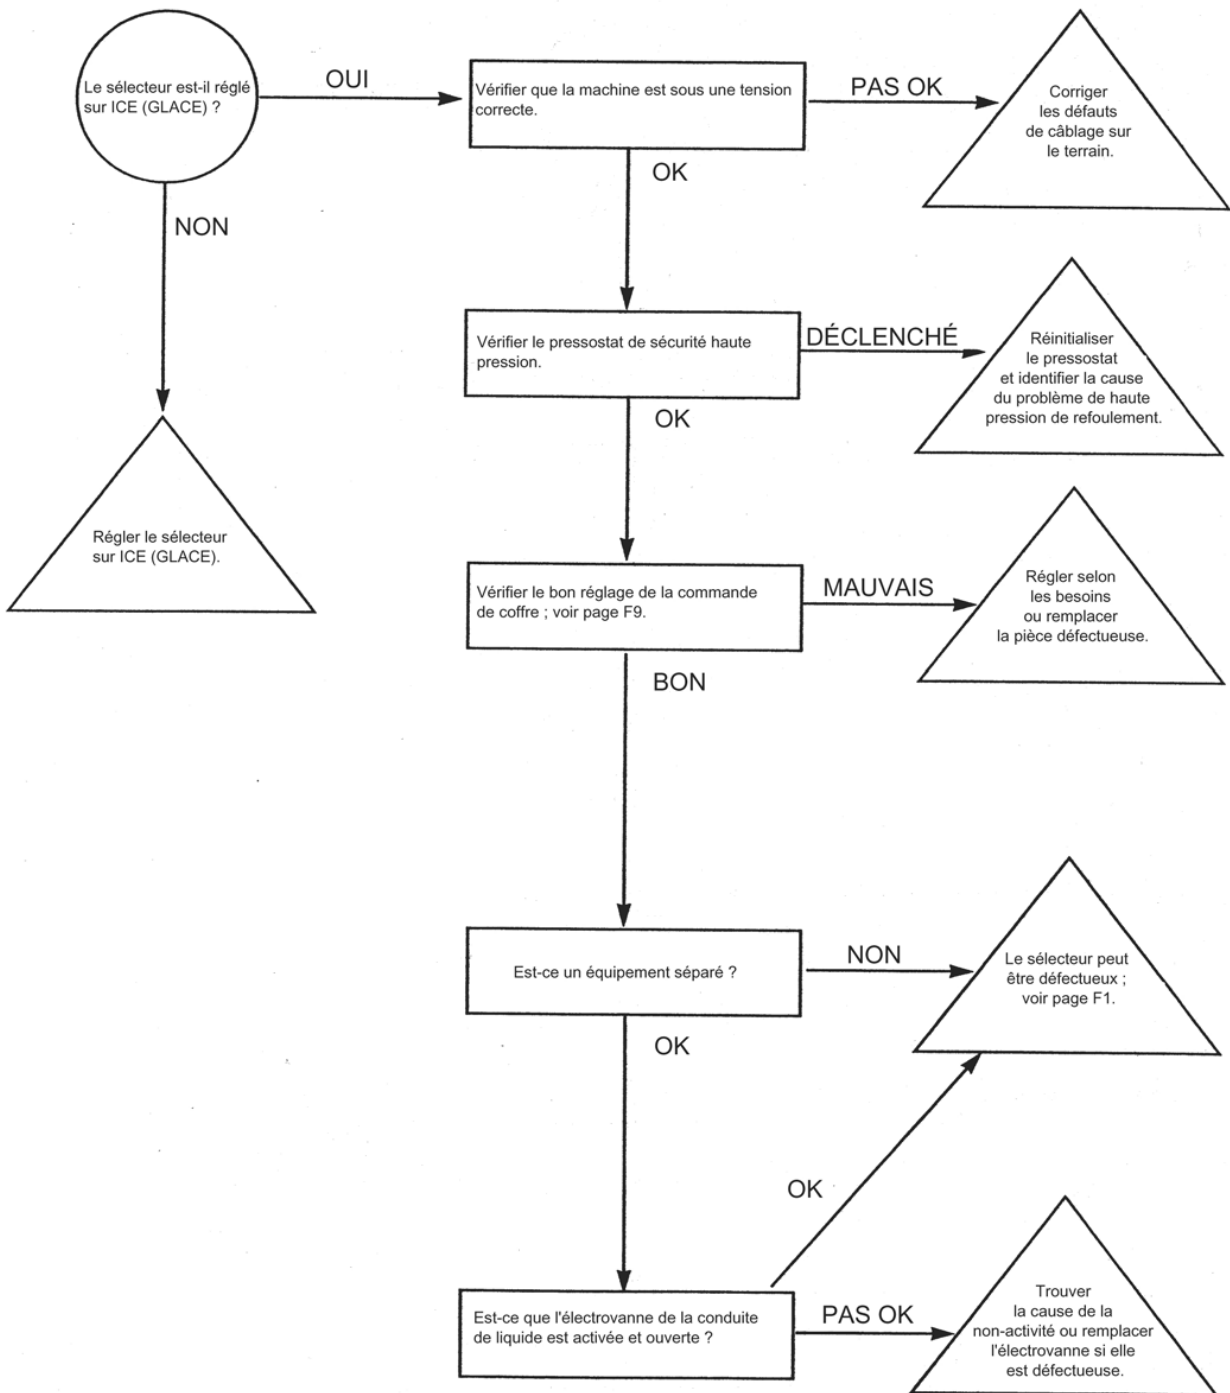 Le sélecteur est-il réglé
sur ICE (GLACE) ?
OUI
Vérifier que la machine est sous une tension
correcte.
PAS OK
Corriger
les défauts
de câblage sur
le terrain.
OK
NON
Vérifier le pressostat de sécurité haute
pression.
DÉCLENCHÉ
Réinitialiser
le pressostat
et identifier la cause
du problème de haute
pression de refoulement.
OK
Régler le sélecteur
sur ICE (GLACE).
Vérifier le bon réglage de la commande
de coffre ; voir page F9.
MAUVAIS
Régler selon
les besoins
ou remplacer
la pièce défectueuse.
BON
Est-ce un équipement séparé ?
NON
Le sélecteur peut
être défectueux ;
voir page F1.
OK
OK
Est-ce que l'électrovanne de la conduite
de liquide est activée et ouverte ?
PAS OK
Trouver
la cause de la
non-activité ou remplacer
l'électrovanne si elle
est défectueuse.